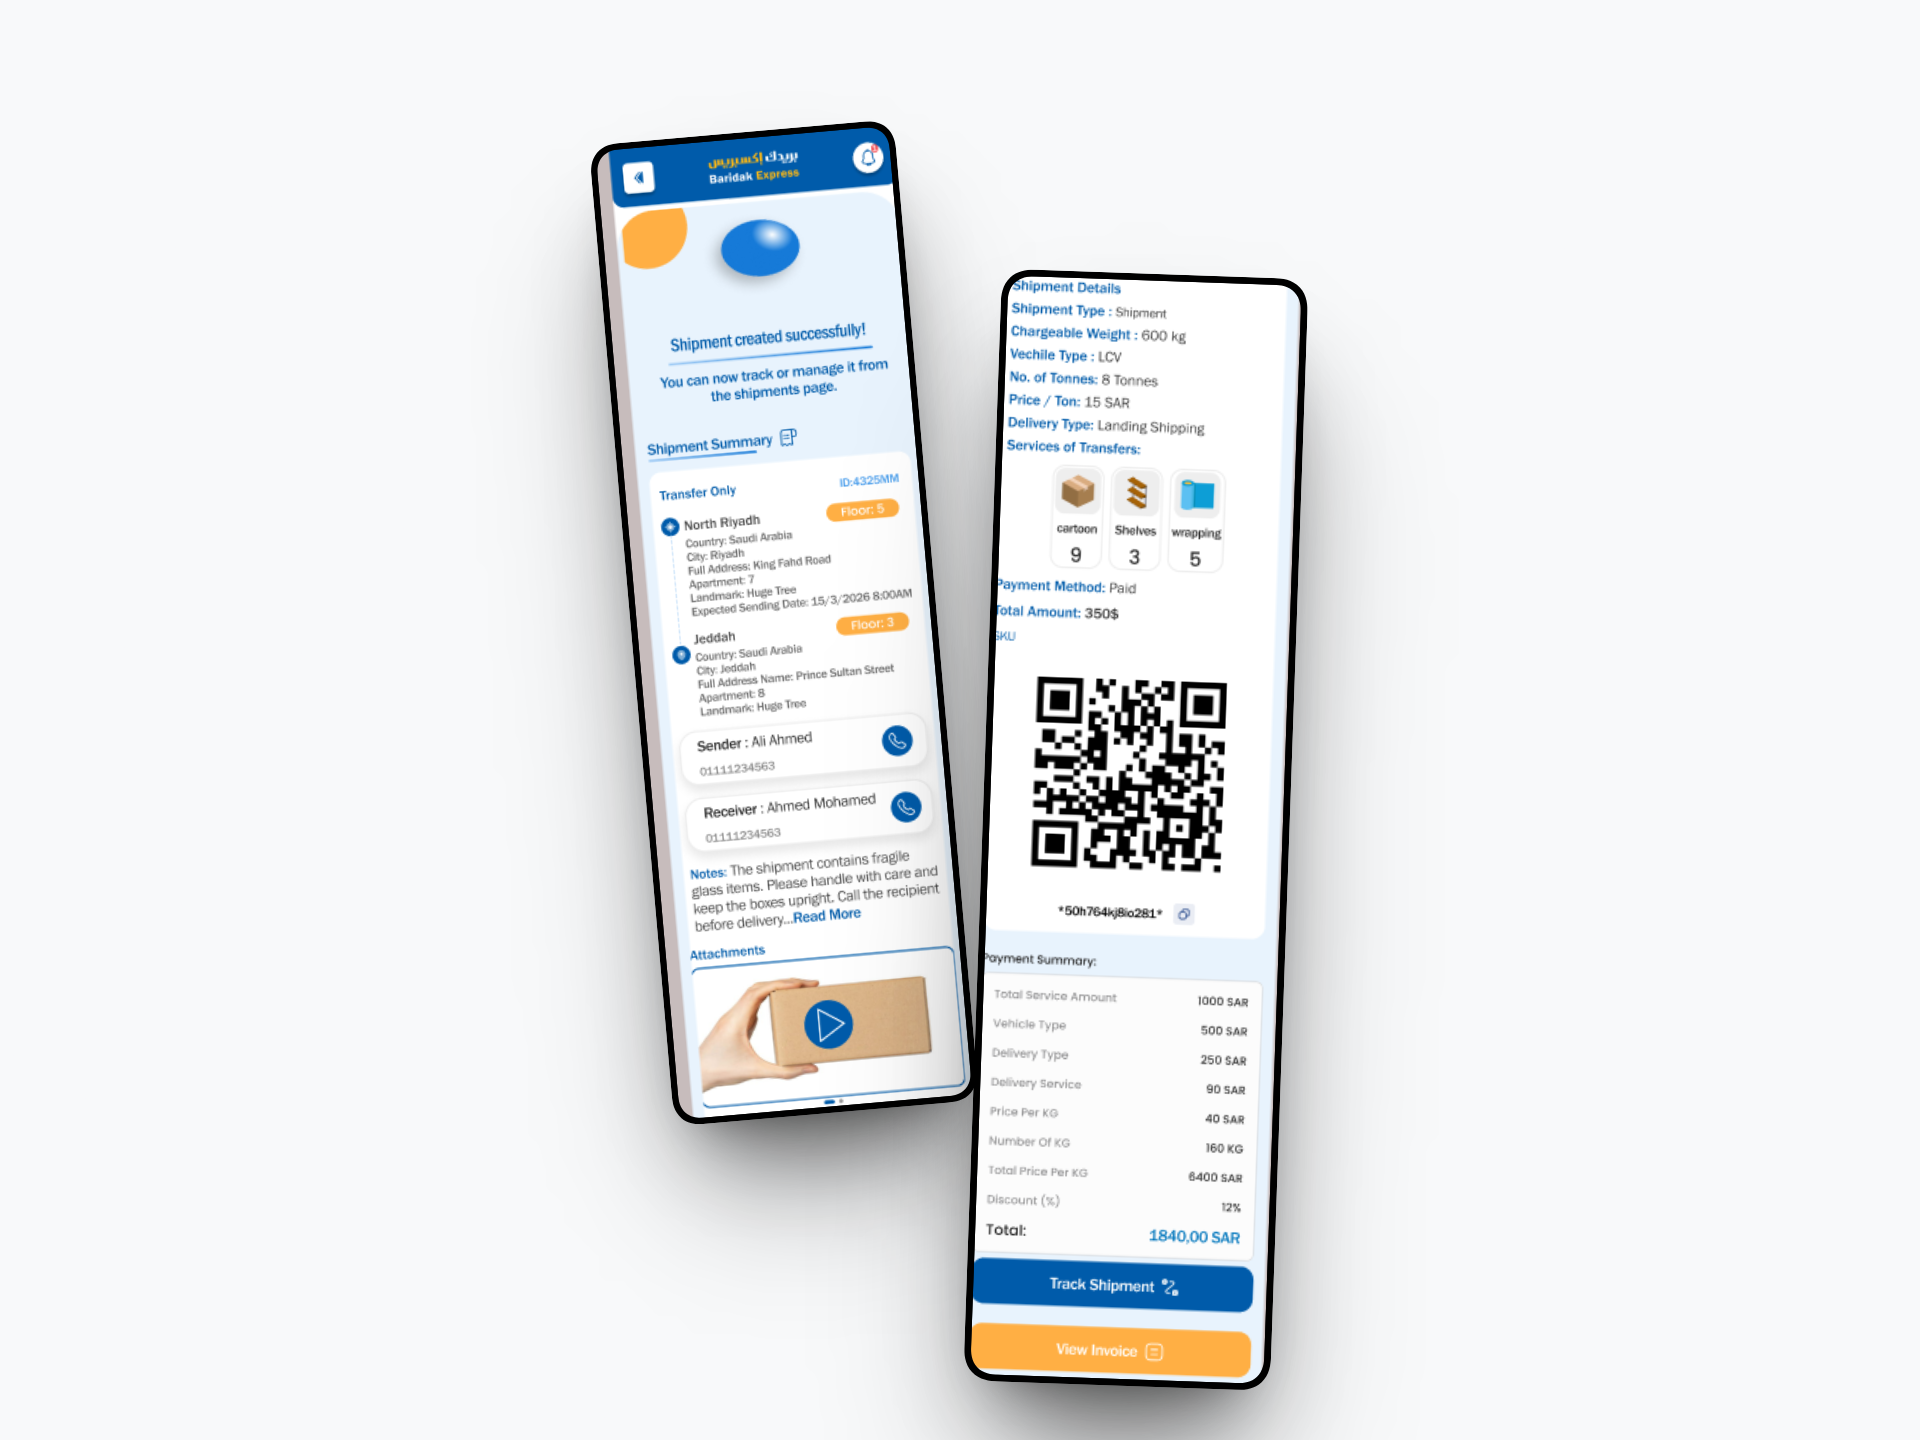 بريدك إكسبريس
Baridak Express
Shipment created successfully!
You can now track or manage it from
the shipments page.
Shipment Summary
Transfer Only
ID:4325MM
North Riyadh
Floor: 5
Country: Saudi Arabia
City: Riyadh
Full Address: King Fahd Road
Apartment: 7
Landmark: Huge Tree
Expected Sending Date: 15/3/2026 8:00AM
Jeddah
Floor: 3
Country: Saudi Arabia
City: Jeddah
Full Address Name: Prince Sultan Street
Apartment: 8
Landmark: Huge Tree
Sender : Ali Ahmed
01111234563
Receiver : Ahmed Mohamed
01111234563
Notes: The shipment contains fragile
glass items. Please handle with care and
keep the boxes upright. Call the recipient
before delivery...Read More
Attachments
Shipment Details
Shipment Type : Shipment
Chargeable Weight : 600 kg
Vechile Type : LCV
No. of Tonnes: 8 Tonnes
Price / Ton: 15 SAR
Delivery Type: Landing Shipping
Services of Transfers:
cartoon Shelves wrapping
9 3 5
Payment Method: Paid
Total Amount: 350$
SKU
*50h764kj8io281*
Payment Summary:
Total Service Amount 1000 SAR
Vehicle Type 500 SAR
Delivery Type 250 SAR
Delivery Service 90 SAR
Price Per KG 40 SAR
Number Of KG 160 KG
Total Price Per KG 6400 SAR
Discount (%) 12%
Total: 1840,00 SAR
Track Shipment
View Invoice